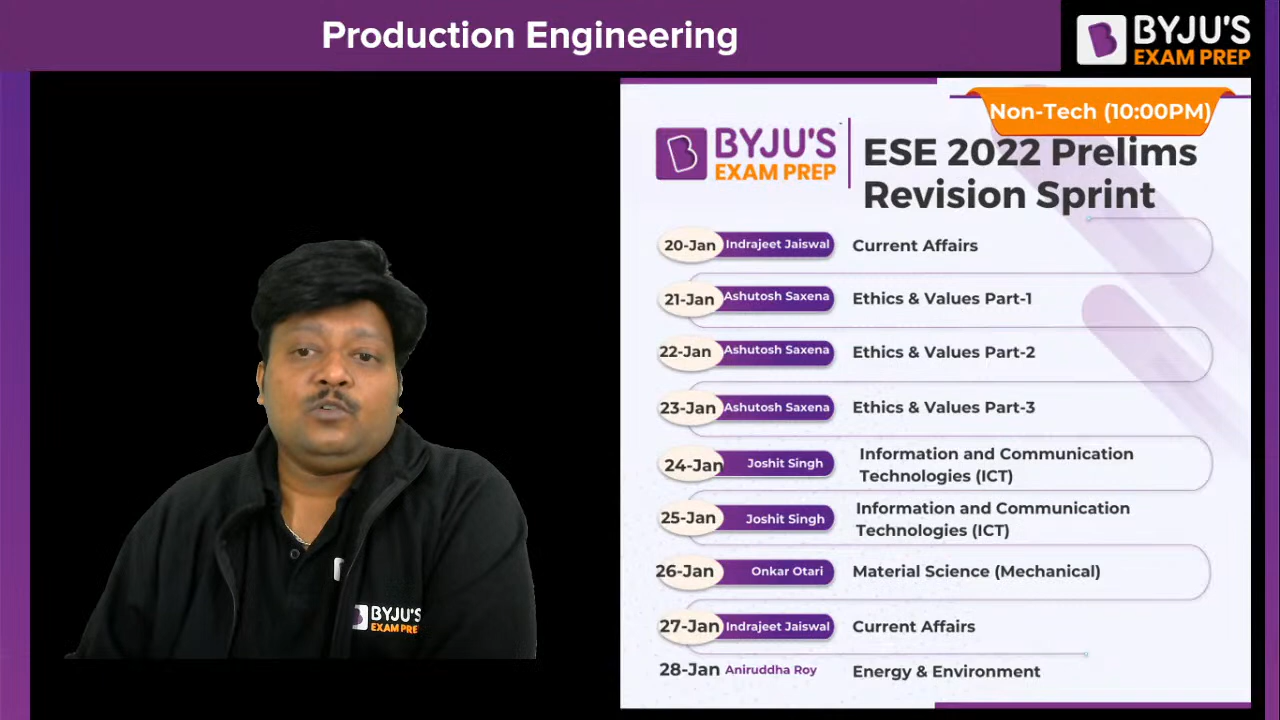 Production Engineering
BYJU'S
EXAM PREP
Non-Tech (10:00PM)
BYJU'S
EXAM PREP
ESE 2022 Prelims
Revision Sprint
20-Jan Indrajeet Jaiswal Current Affairs
21-Jan Ashutosh Saxena Ethics & Values Part-1
22-Jan Ashutosh Saxena Ethics & Values Part-2
23-Jan Ashutosh Saxena Ethics & Values Part-3
24-Jan Joshit Singh Information and Communication
Technologies (ICT)
25-Jan Joshit Singh Information and Communication
Technologies (ICT)
26-Jan Onkar Otari Material Science (Mechanical)
27-Jan Indrajeet Jaiswal Current Affairs
28-Jan Aniruddha Roy Energy & Environment
BYJU'S
EXAM PRE